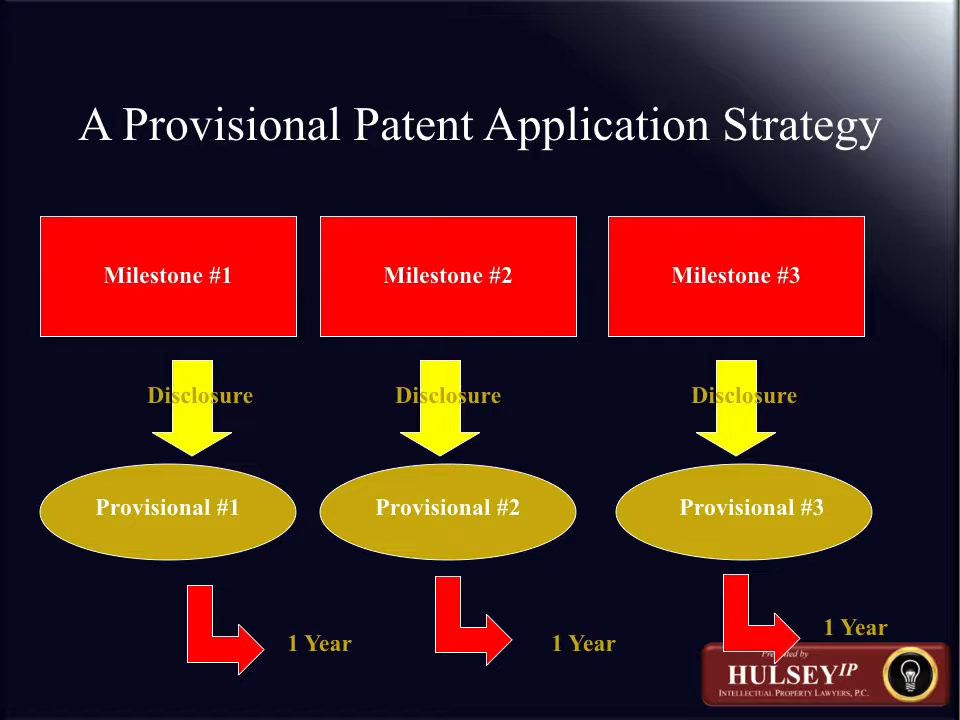 A Provisional Patent Application Strategy
Milestone #1
Milestone #2
Milestone #3
Disclosure
Disclosure
Disclosure
Provisional #1
Provisional #2
Provisional #3
1 Year
1 Year
1 Year
by
HULSEY IP
INTELLECTUAL PROPERTY LAWYERS, P.C.